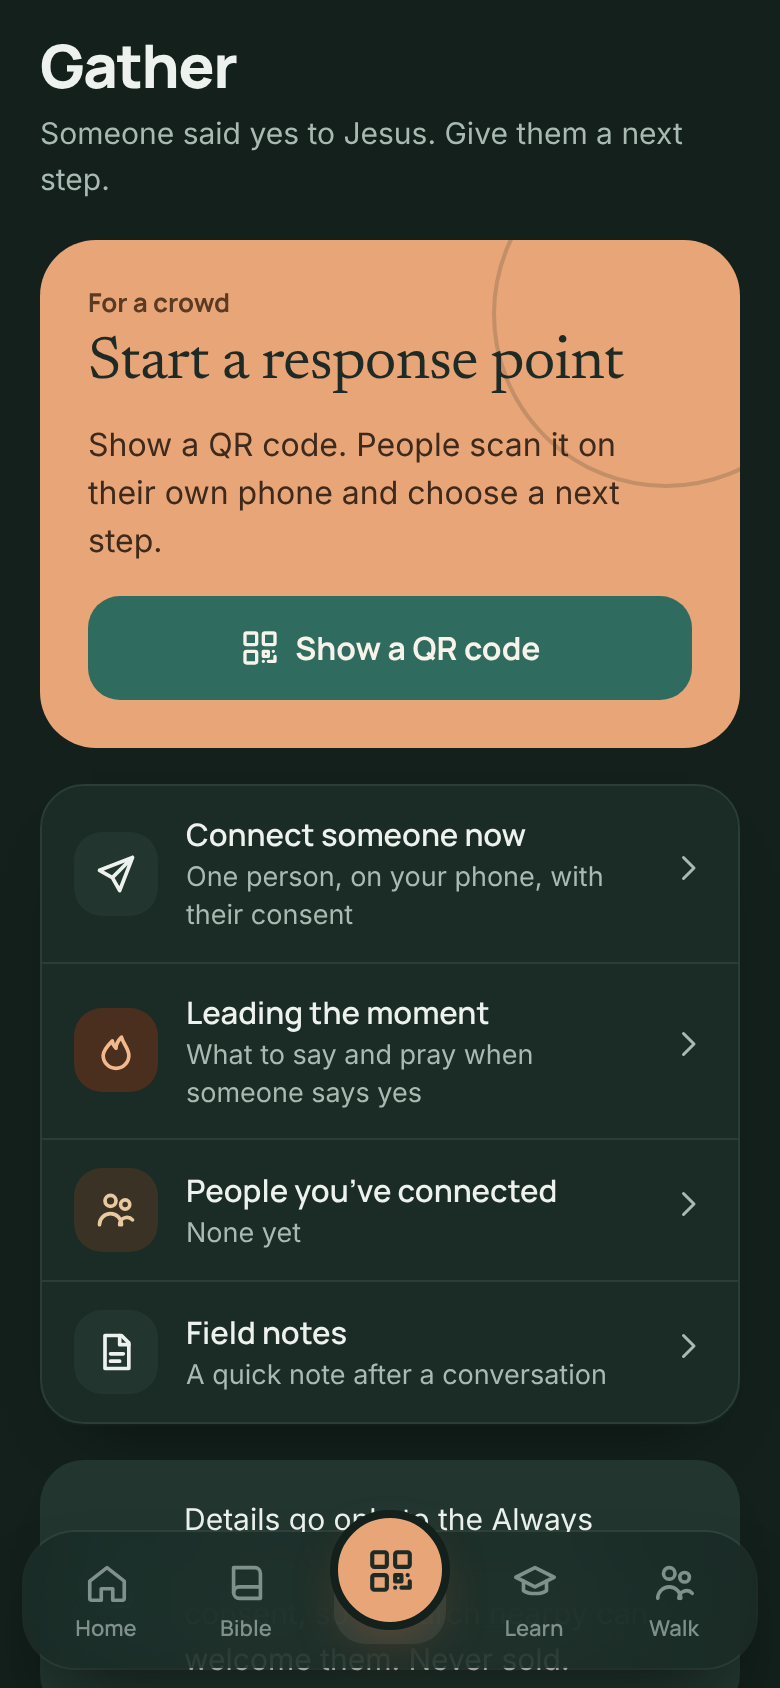 Gather
Someone said yes to Jesus. Give them a next
step.
For a crowd
Start a response point
Show a QR code. People scan it on
their own phone and choose a next
step.
Show a QR code
Connect someone now
One person, on your phone, with
their consent
Leading the moment
What to say and pray when
someone says yes
People you’ve connected
None yet
Field notes
A quick note after a conversation
Details go to the Always
welcome them. Never sold.
Home
Bible
Learn
Walk